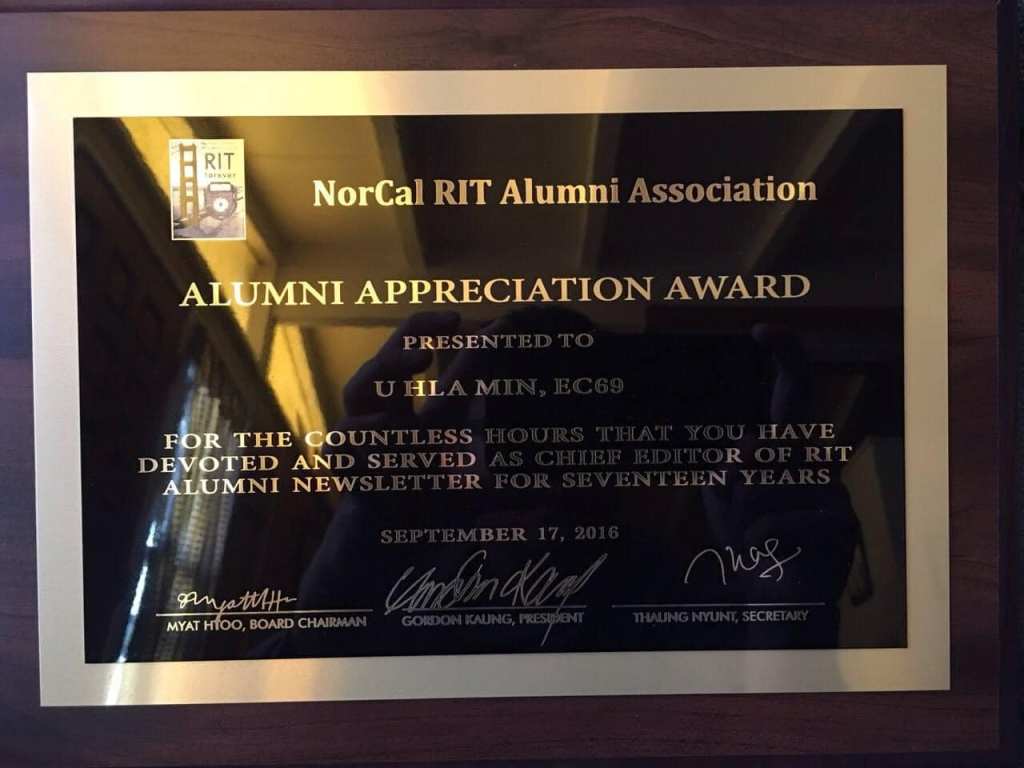 RIT
forever
NorCal RIT Alumni Association
ALUMNI APPRECIATION AWARD
PRESENTED TO
U HLA MIN, EC69
FOR THE COUNTLESS HOURS THAT YOU HAVE
DEVOTED AND SERVED AS CHIEF EDITOR OF RIT
ALUMNI NEWSLETTER FOR SEVENTEEN YEARS
SEPTEMBER 17, 2016
MYAT HTOO, BOARD CHAIRMAN
GORDON KAUNG, PRESIDENT
THAUNG NYUNT, SECRETARY